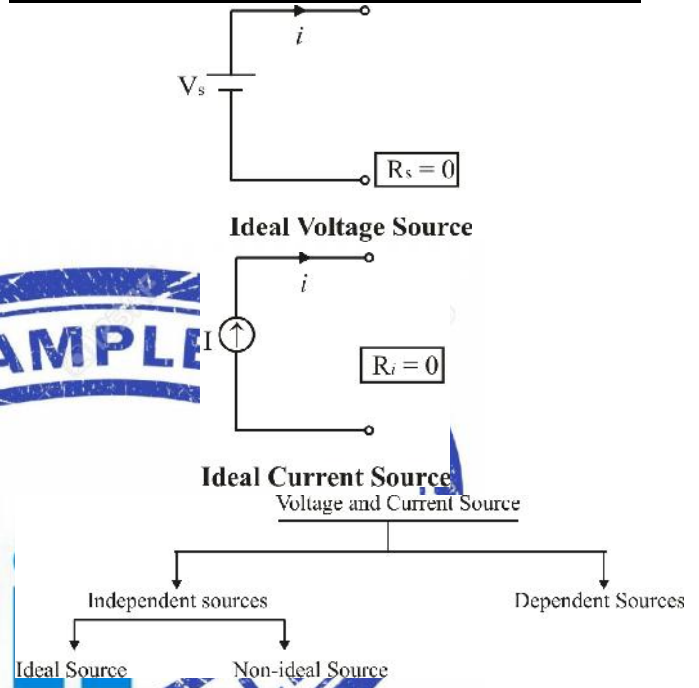 i
Vs
Rs = 0
Ideal Voltage Source
i
I
Ri = 0
AMPLE
Ideal Current Source
Voltage and Current Source
Independent sources
Dependent Sources
Ideal Source
Non-ideal Source